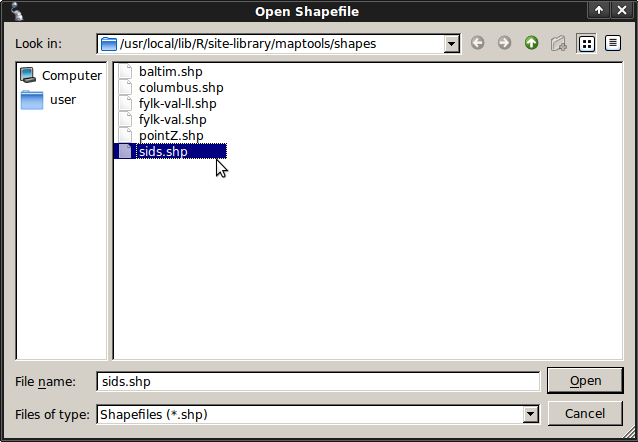 Open Shapefile
Look in: /usr/local/lib/R/site-library/maptools/shapes
Computer
user
baltim.shp
columbus.shp
fylk-val-ll.shp
fylk-val.shp
pointZ.shp
sids.shp
File name: sids.shp
Open
Files of type: Shapefiles (*.shp)
Cancel